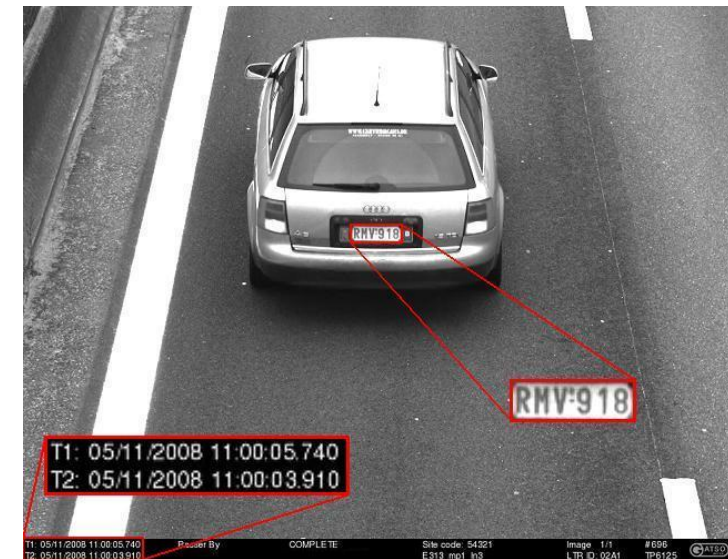 RMV·918
RMV:918
T1: 05/11/2008 11:00:05.740
T2: 05/11/2008 11:00:03.910
T1: 05/11/2008 11:00:05.740
T2: 05/11/2008 11:00:03.910
Passer By
COMPLETE
Site code: 54321
E313 mp1 ln3
Image 1/1
LTR ID: 02A1
#696
TP6125
GATSO